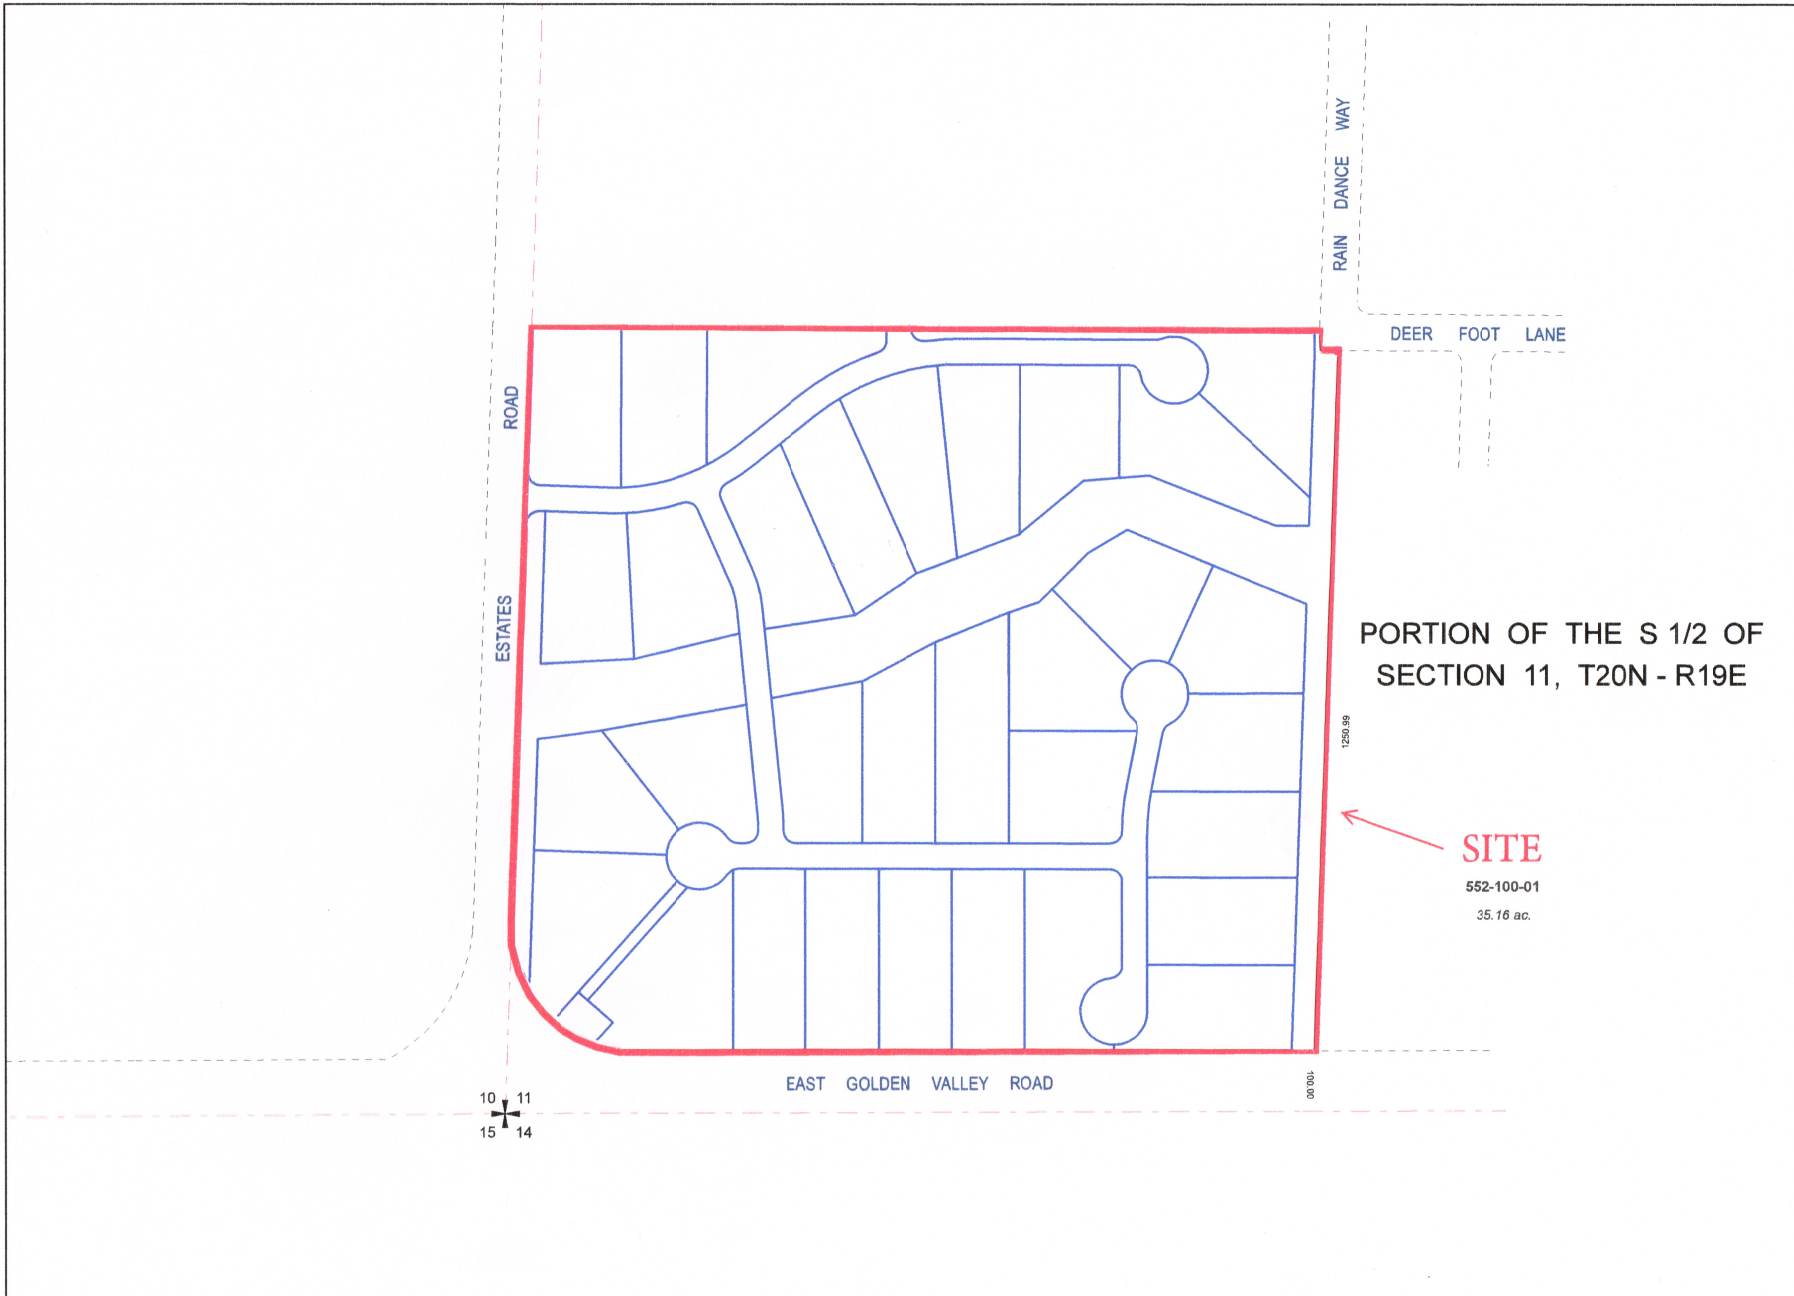 RAIN DANCE WAY
DEER FOOT LANE
ESTATES ROAD
PORTION OF THE S 1/2 OF
SECTION 11, T20N - R19E
1250.99
SITE
552-100-01
35.16 ac.
EAST GOLDEN VALLEY ROAD
100.00
10 11
15 14